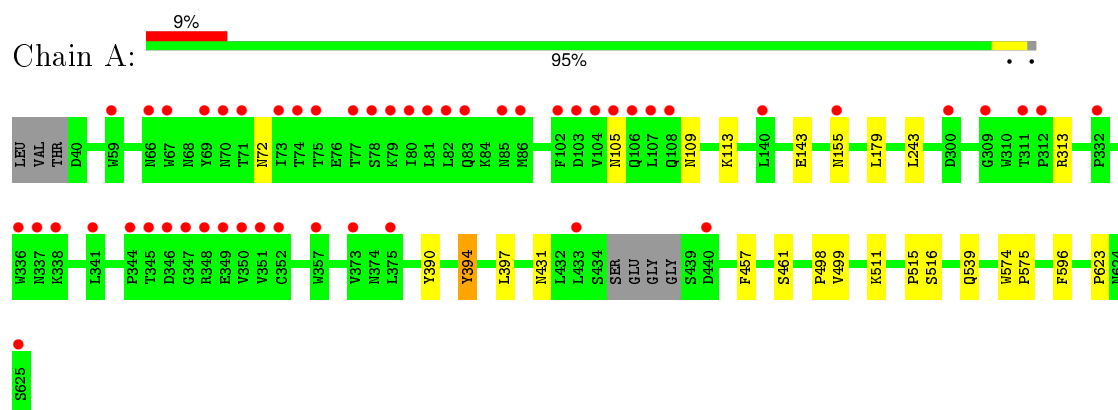 9%
Chain A:
95%
• •
LEU VAL THR D40 W59 N66 W67 N68 Y69 N70 T71 N72 I73 T74 T75 E76 T77 S78 K79 I80 L81 L82 Q83 K84 N85 M86 F102 D103 V104 N105 Q106 L107 Q108 N109 K113 L140 E143 N155 L179 L243 D300 G309 W310 T311 P312 R313 P332
W336 N337 K338 L341 P344 T345 D346 G347 R348 E349 V350 V351 C352 W357 V373 N374 L375 Y390 Y394 L397 N431 L432 L433 S434 SER GLU GLY GLY S439 D440 F457 S461 P498 V499 K511 P515 S516 Q539 W574 P575 F596 P623 N624
S625